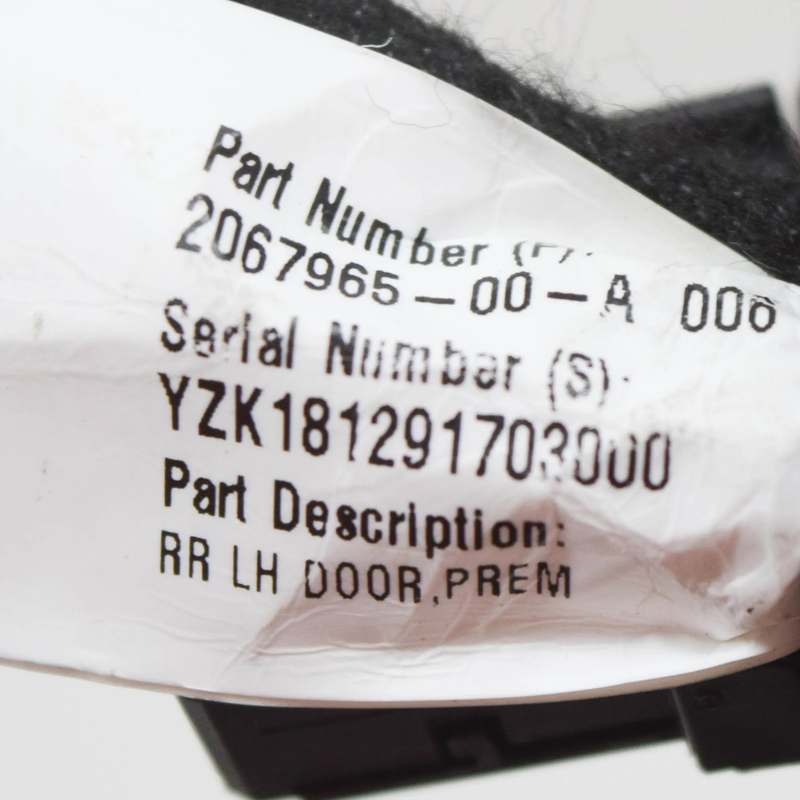 Part Number (P):
2067965-00-A 006
Serial Number (S):
YZK181291703000
Part Description:
RR LH DOOR,PREM